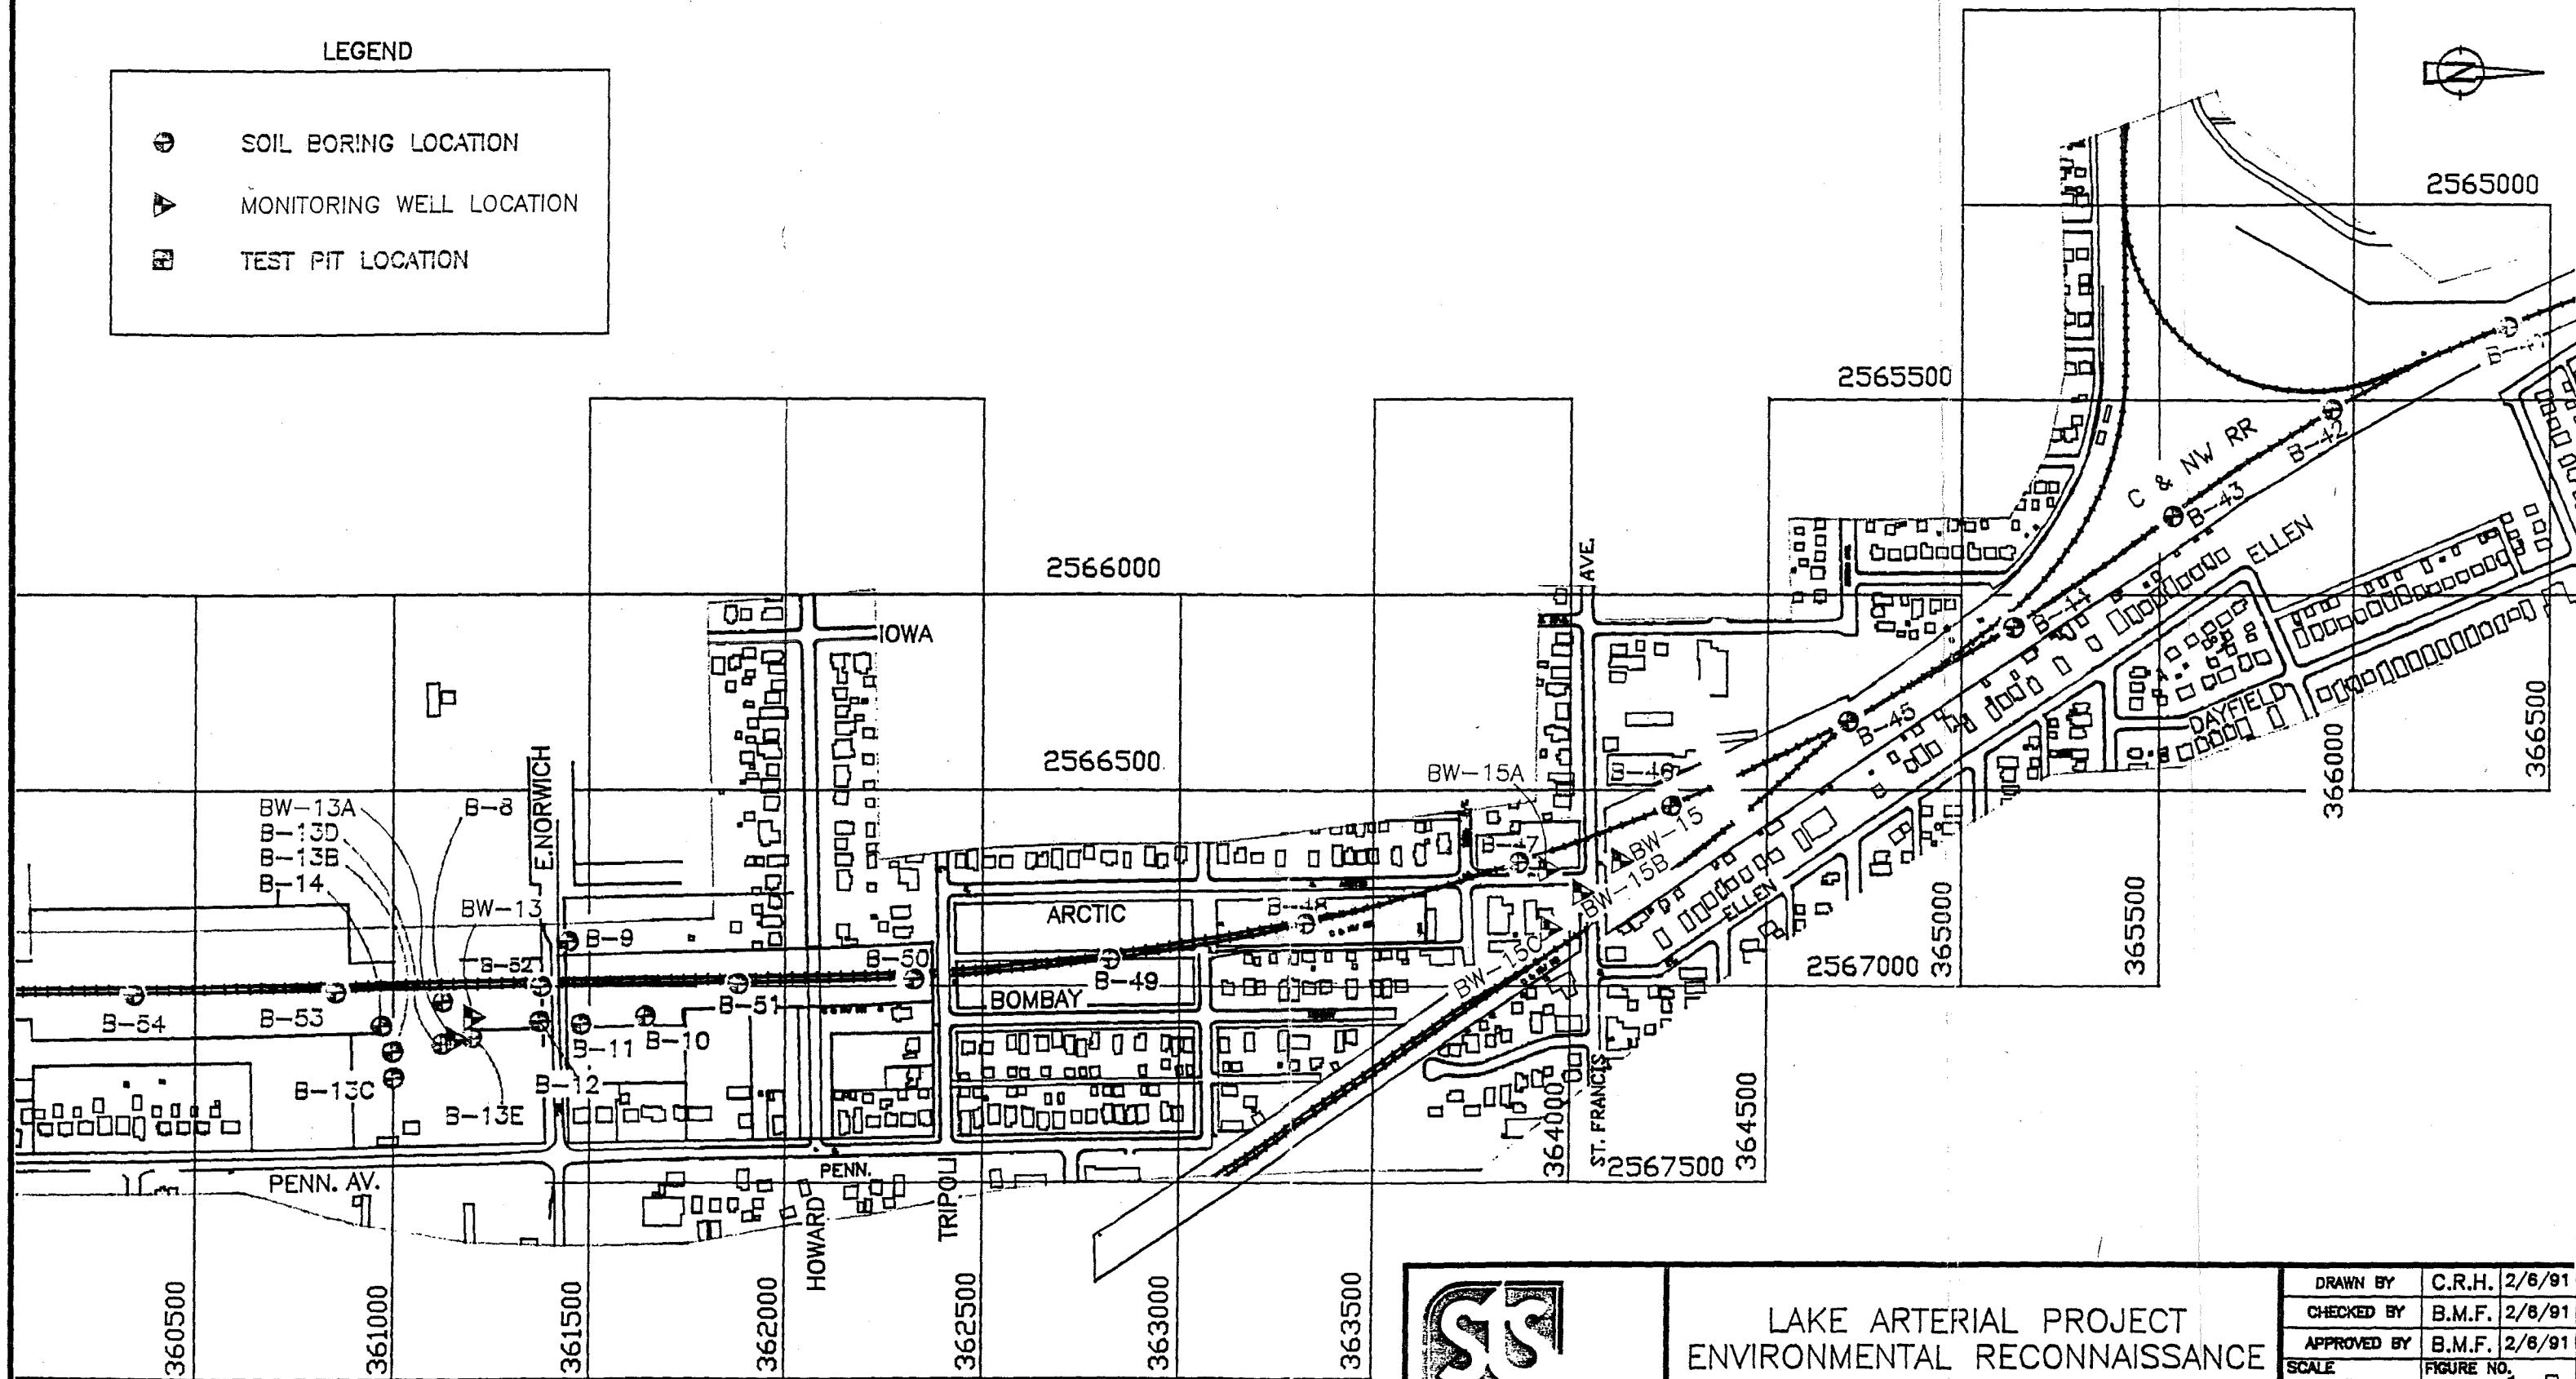 LEGEND
SOIL BORING LOCATION
MONITORING WELL LOCATION
TEST PIT LOCATION
N
2565000
2565500
2566000
2566500
2567000
2567500
360500
361000
361500
362000
362500
363000
363500
364000
364500
365000
365500
366000
366500
C & NW RR
B-42
B-43
B-44
B-45
B-46
B-47
B-48
B-49
B-50
B-51
B-52
B-53
B-54
ELLEN
ELLEN
DAYFIELD
AVE.
ST. FRANCIS
IOWA
ARCTIC
BOMBAY
E.NORWICH
BW-13A
B-13D
B-13B
B-14
B-8
BW-13
B-9
B-10
B-11
B-12
B-13C
B-13E
BW-15A
BW-15
BW-15B
BW-15C
PENN. AV.
PENN.
HOWARD
TRIPOLI
STS
LAKE ARTERIAL PROJECT
ENVIRONMENTAL RECONNAISSANCE
DRAWN BY C.R.H. 2/6/91
CHECKED BY B.M.F. 2/6/91
APPROVED BY B.M.F. 2/6/91
SCALE FIGURE NO.